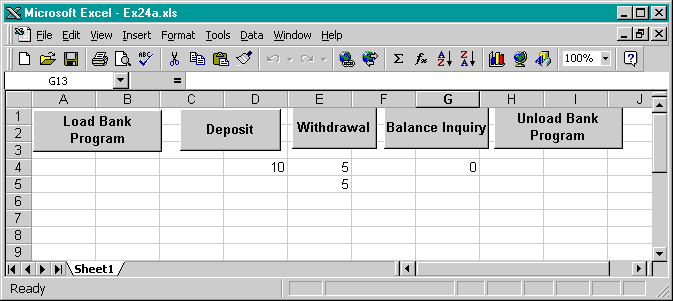 Microsoft Excel - Ex24a.xls
File Edit View Insert Format Tools Data Window Help
ABC Σ fx A Z Z A 100% ?
G13 =
A B C D E F G H I J
1
2
3
4
5
6
7
8
9
Load Bank Program
Deposit
Withdrawal
Balance Inquiry
Unload Bank Program
10 5 0
5
Sheet1
Ready